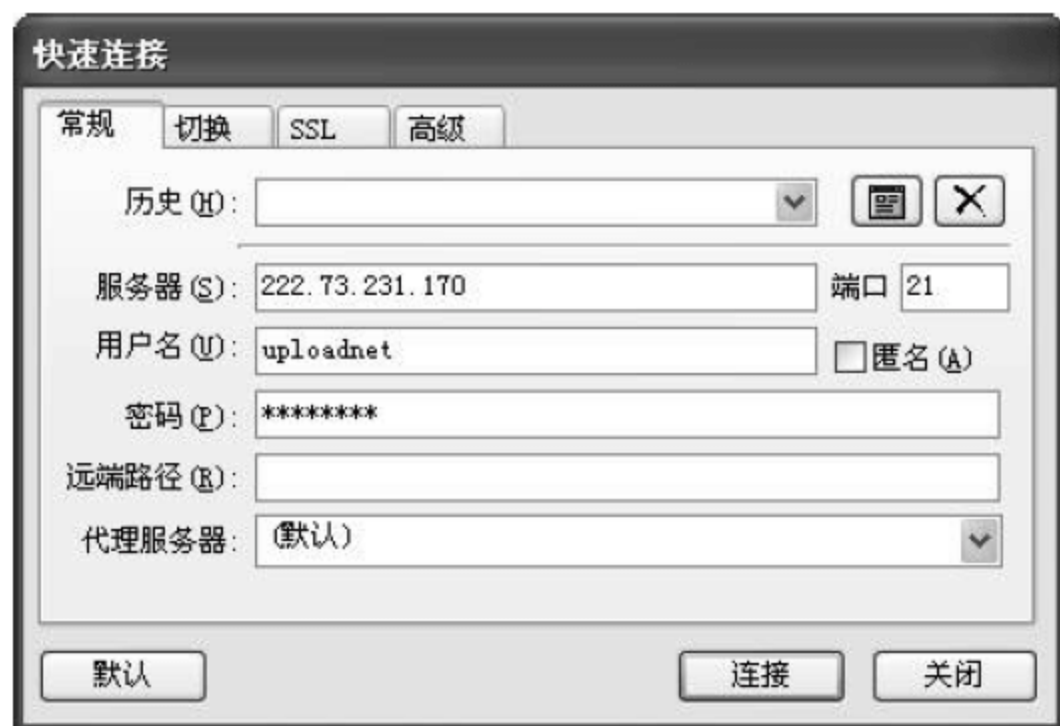 快速连接
常规 切换 SSL 高级
历史(H):
服务器(S): 222.73.231.170 端口 21
用户名(U): uploadnet 匿名(A)
密码(P): ********
远端路径(R):
代理服务器: (默认)
默认 连接 关闭